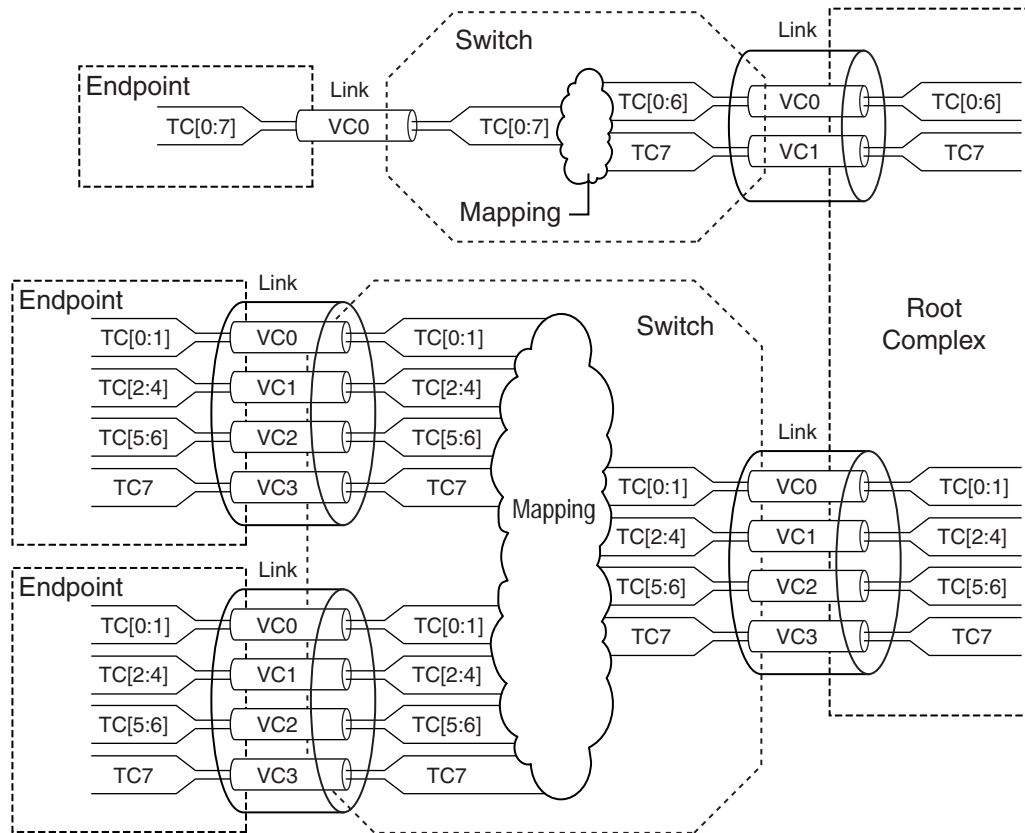 Switch
Link
Endpoint
Link
TC[0:7]
VC0
TC[0:7]
TC[0:6]
VC0
TC[0:6]
TC7
VC1
TC7
Mapping
Endpoint
Link
Switch
Root
Complex
TC[0:1]
VC0
TC[0:1]
TC[2:4]
VC1
TC[2:4]
TC[5:6]
VC2
TC[5:6]
TC7
VC3
TC7
Mapping
Link
TC[0:1]
VC0
TC[0:1]
TC[2:4]
VC1
TC[2:4]
TC[5:6]
VC2
TC[5:6]
TC7
VC3
TC7
Endpoint
Link
TC[0:1]
VC0
TC[0:1]
TC[2:4]
VC1
TC[2:4]
TC[5:6]
VC2
TC[5:6]
TC7
VC3
TC7